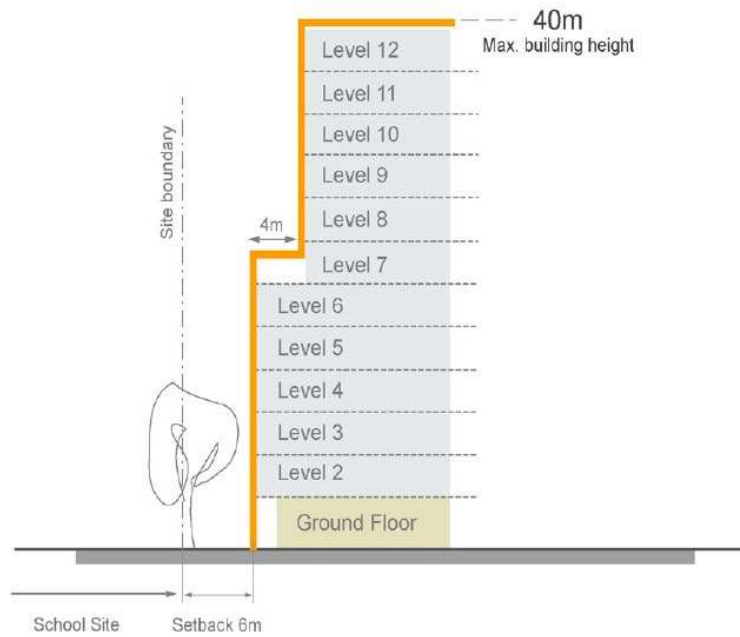 40m
Max. building height
Level 12
Level 11
Level 10
Level 9
Level 8
Level 7
Level 6
Level 5
Level 4
Level 3
Level 2
Ground Floor
Site boundary
4m
School Site
Setback 6m